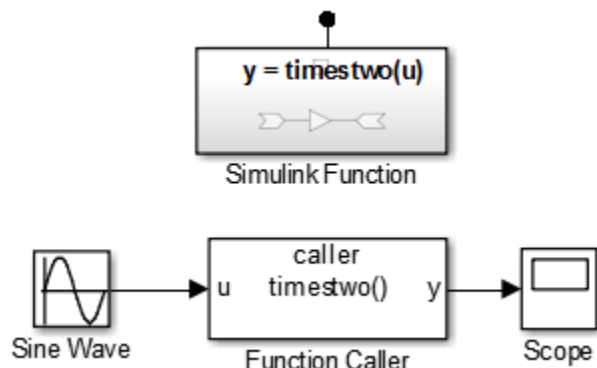 y = timestwo(u)
Simulink Function
caller
u timestwo() y
Sine Wave
Function Caller
Scope